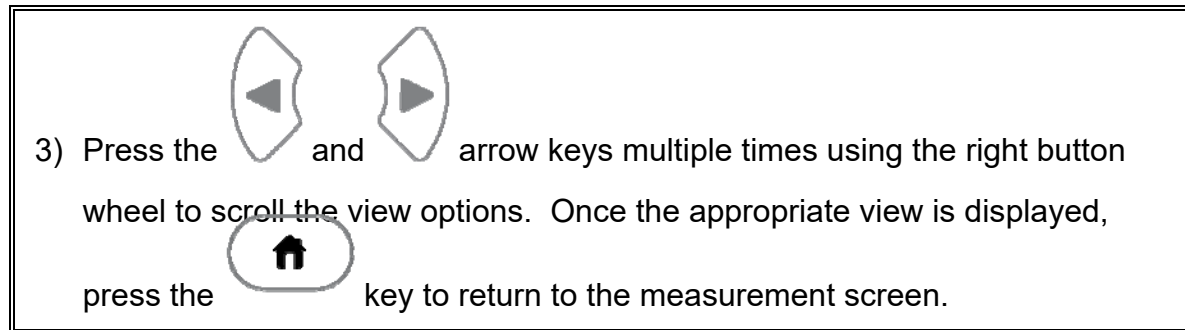 3) Press the and arrow keys multiple times using the right button
wheel to scroll the view options. Once the appropriate view is displayed,
press the key to return to the measurement screen.